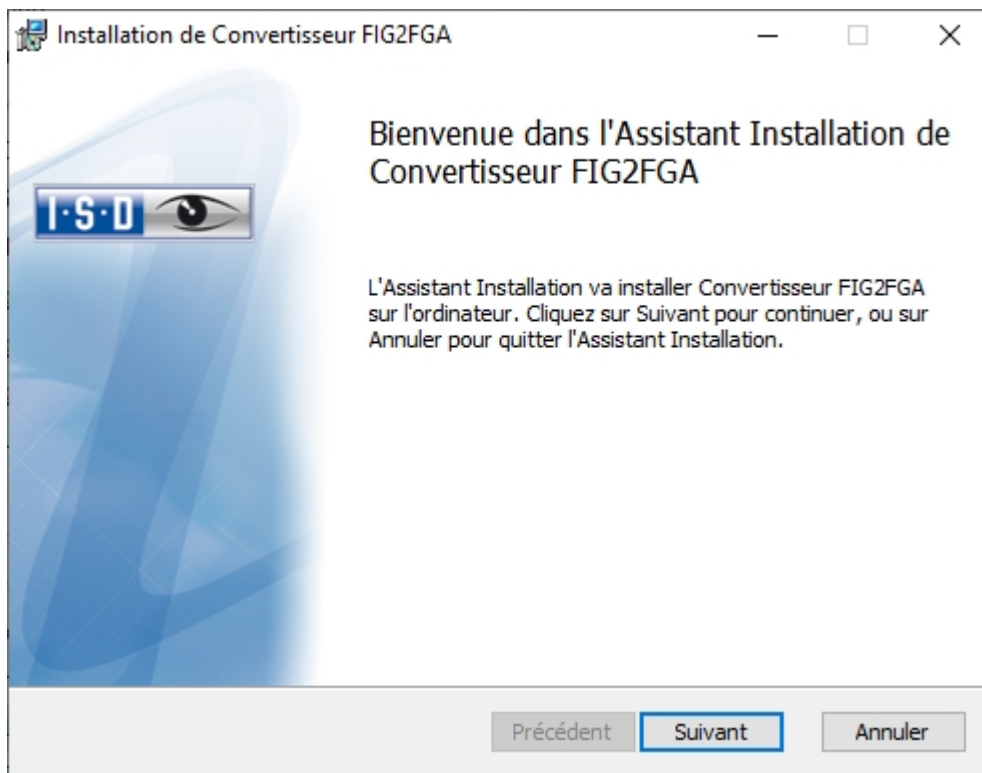 Installation de Convertisseur FIG2FGA
Bienvenue dans l'Assistant Installation de
Convertisseur FIG2FGA
I·S·D
L'Assistant Installation va installer Convertisseur FIG2FGA
sur l'ordinateur. Cliquez sur Suivant pour continuer, ou sur
Annuler pour quitter l'Assistant Installation.
Précédent
Suivant
Annuler